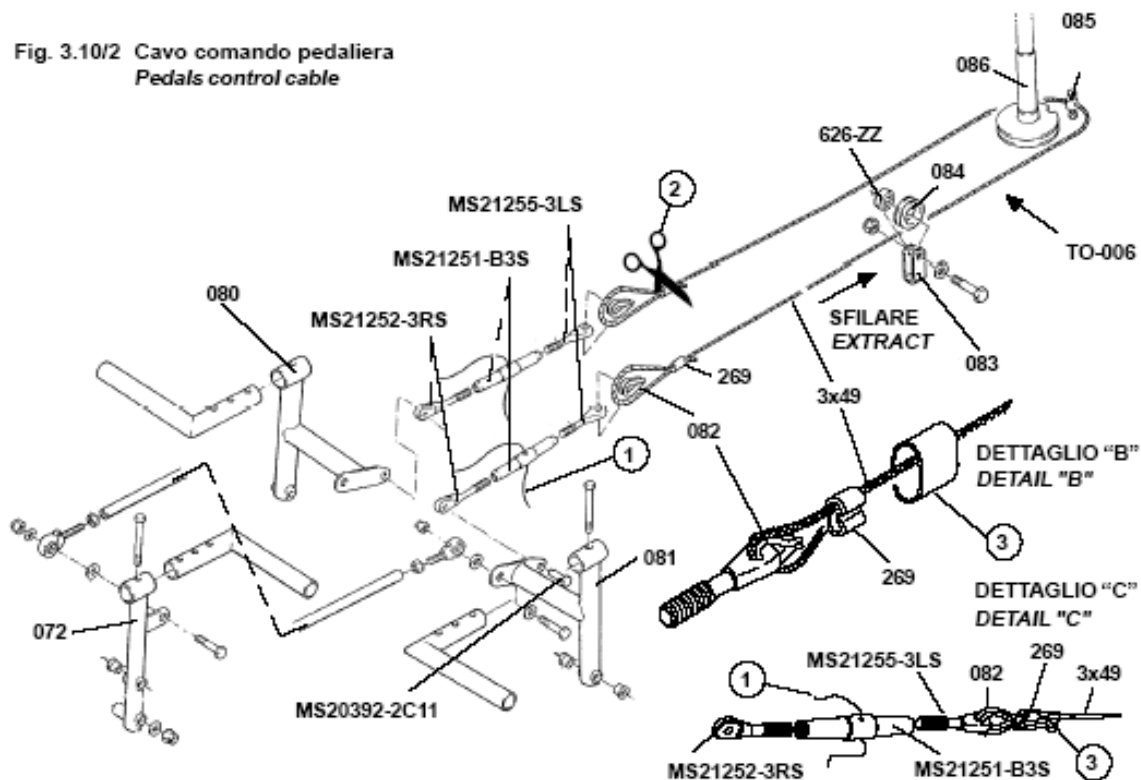 Fig. 3.10/2 Cavo comando pedaliera
Pedals control cable
085
086
626-ZZ
084
2
MS21255-3LS
TO-006
MS21251-B3S
080
SFILARE
EXTRACT
083
MS21252-3RS
269
3x49
082
DETTAGLIO "B"
DETAIL "B"
1
3
081
269
DETTAGLIO "C"
DETAIL "C"
072
MS21255-3LS
082
269
3x49
1
MS20392-2C11
3
MS21252-3RS
MS21251-B3S